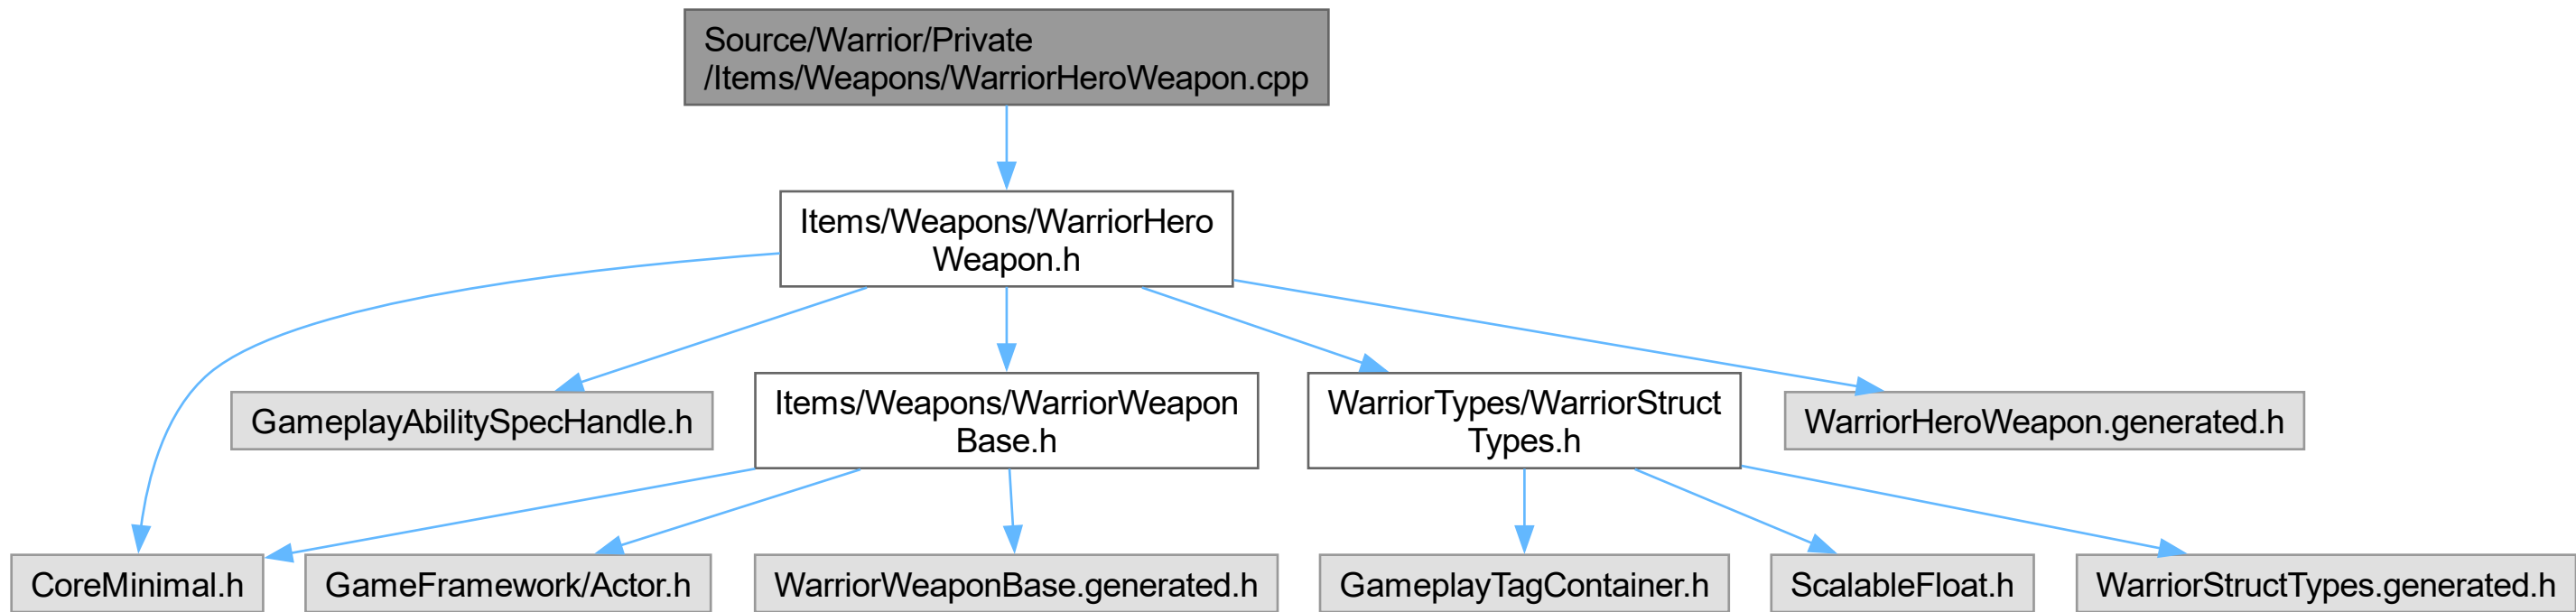 Source/Warrior/Private
/Items/Weapons/WarriorHeroWeapon.cpp
Items/Weapons/WarriorHero
Weapon.h
GameplayAbilitySpecHandle.h
Items/Weapons/WarriorWeapon
Base.h
WarriorTypes/WarriorStruct
Types.h
WarriorHeroWeapon.generated.h
CoreMinimal.h
GameFramework/Actor.h
WarriorWeaponBase.generated.h
GameplayTagContainer.h
ScalableFloat.h
WarriorStructTypes.generated.h